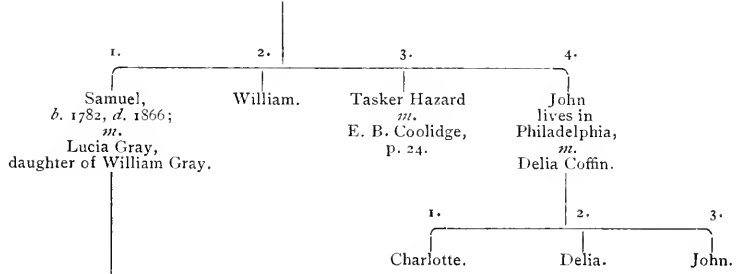 1. 2. 3. 4.
Samuel,
b. 1782, d. 1866;
m.
Lucia Gray,
daughter of William Gray.
William.
Tasker Hazard
m.
E. B. Coolidge,
p. 24.
John
lives in
Philadelphia,
m.
Delia Coffin.
1. 2. 3.
Charlotte. Delia. John.